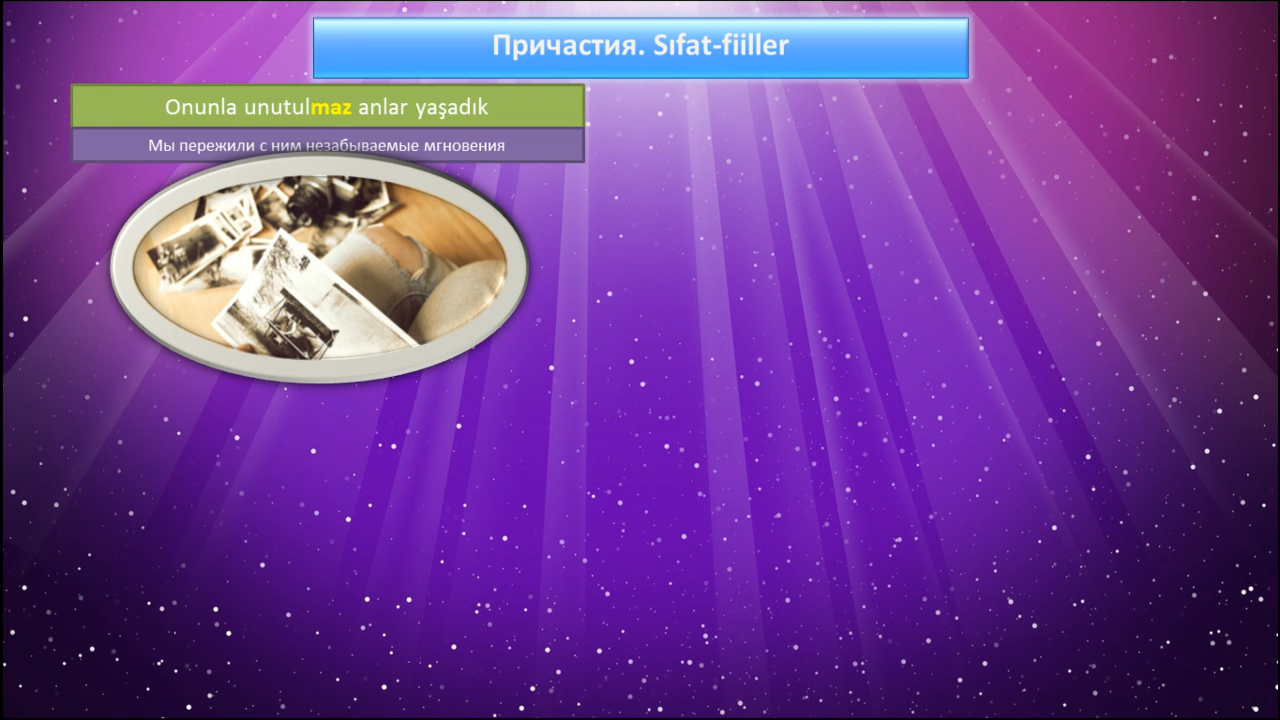 Причастия. Sıfat-fiiller
Onunla unutulmaz anlar yaşadık
Мы пережили с ним незабываемые мгновения